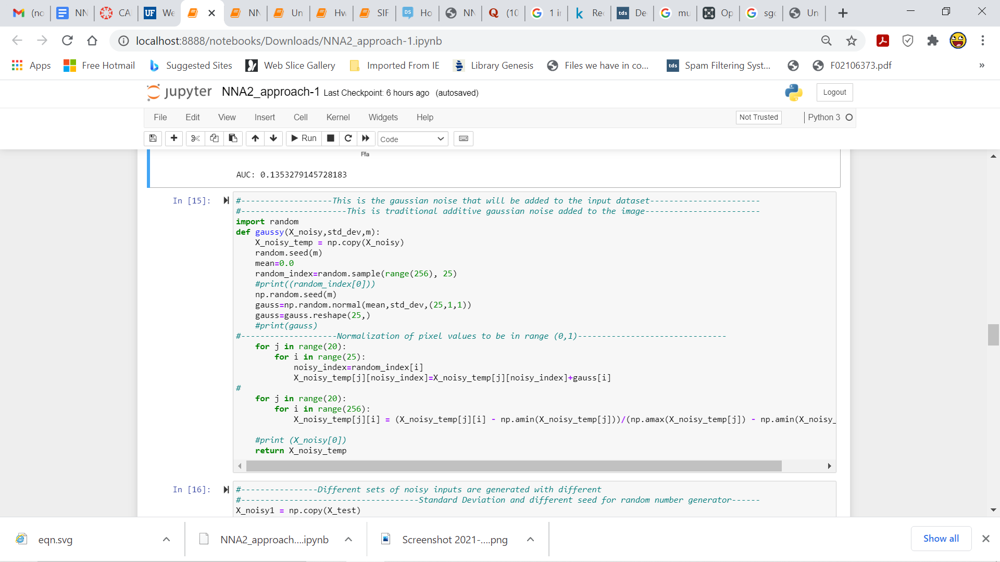 (no
NN
CA
UF We
NN
Un
Hw
SIF
DS Ho
NN
(10
1 i
k Re
tds De
mu
Op
sgd
Un
localhost:8888/notebooks/Downloads/NNA2_approach-1.ipynb
Apps Free Hotmail Suggested Sites Web Slice Gallery Imported From IE Library Genesis Files we have in co... tds Spam Filtering Syst... F02106373.pdf »
jupyter NNA2_approach-1 Last Checkpoint: 6 hours ago (autosaved) Logout
File Edit View Insert Cell Kernel Widgets Help Not Trusted Python 3
Run Code
Ffa
AUC: 0.1353279145728183
In [15]: #-------------------This is the gaussian noise that will be added to the input dataset-----------------------
#----------------------This is traditional additive gaussian noise added to the image------------------------
import random
def gaussy(X_noisy,std_dev,m):
    X_noisy_temp = np.copy(X_noisy)
    random.seed(m)
    mean=0.0
    random_index=random.sample(range(256), 25)
    #print((random_index[0]))
    np.random.seed(m)
    gauss=np.random.normal(mean,std_dev,(25,1,1))
    gauss=gauss.reshape(25,)
    #print(gauss)
#--------------------Normalization of pixel values to be in range (0,1)-------------------------------
    for j in range(20):
        for i in range(25):
            noisy_index=random_index[i]
            X_noisy_temp[j][noisy_index]=X_noisy_temp[j][noisy_index]+gauss[i]
#
    for j in range(20):
        for i in range(256):
            X_noisy_temp[j][i] = (X_noisy_temp[j][i] - np.amin(X_noisy_temp[j]))/(np.amax(X_noisy_temp[j]) - np.amin(X_noisy_
    #print (X_noisy[0])
    return X_noisy_temp
In [16]: #----------------Different sets of noisy inputs are generated with different
#-------------------------------------Standard Deviation and different seed for random number generator------
X_noisy1 = np.copy(X_test)
eqn.svg NNA2_approach....ipynb Screenshot 2021-....png Show all